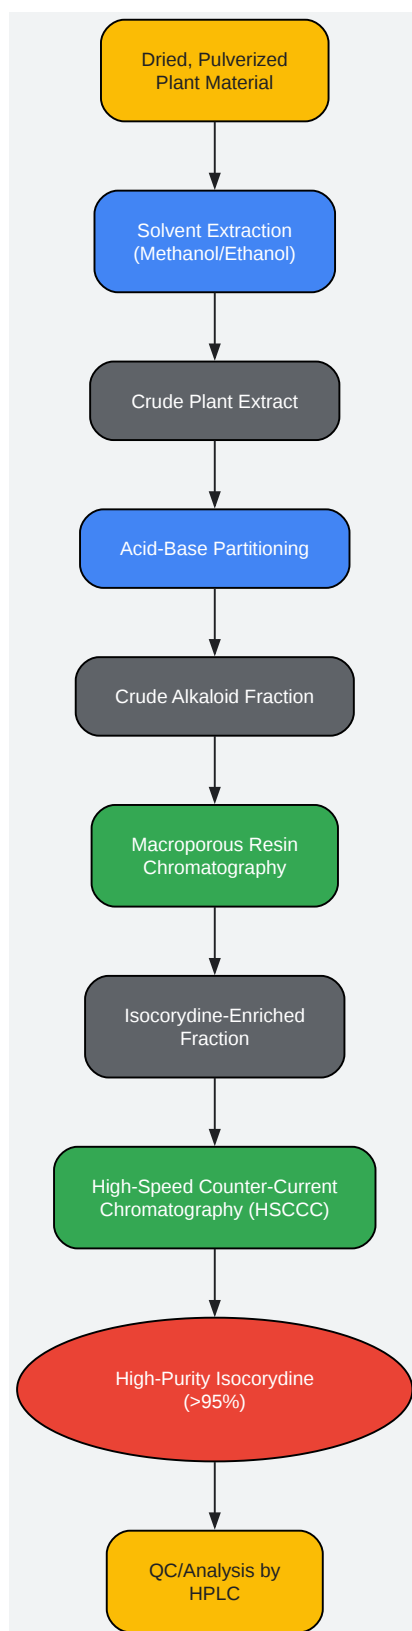 Dried, Pulverized
Plant Material
Solvent Extraction
(Methanol/Ethanol)
Crude Plant Extract
Acid-Base Partitioning
Crude Alkaloid Fraction
Macroporous Resin
Chromatography
Isocorydine-Enriched
Fraction
High-Speed Counter-Current
Chromatography (HSCCC)
High-Purity Isocorydine
(>95%)
QC/Analysis by
HPLC